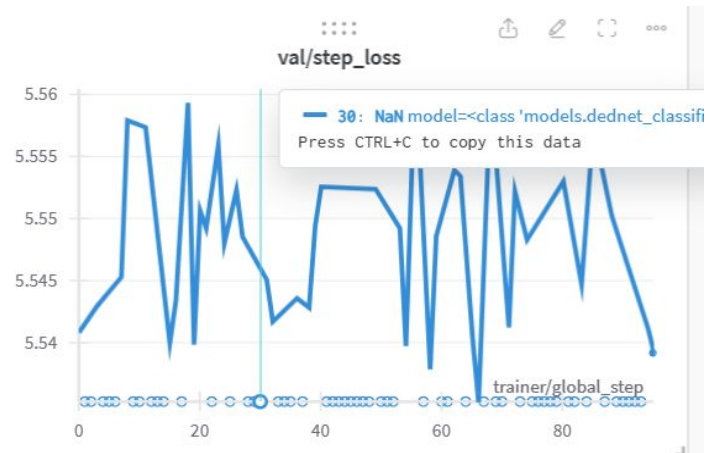 val/step_loss
5.56
30: NaN model=<class 'models.dednet_classifi
Press CTRL+C to copy this data
5.555
5.55
5.545
5.54
trainer/global_step
0 20 40 60 80